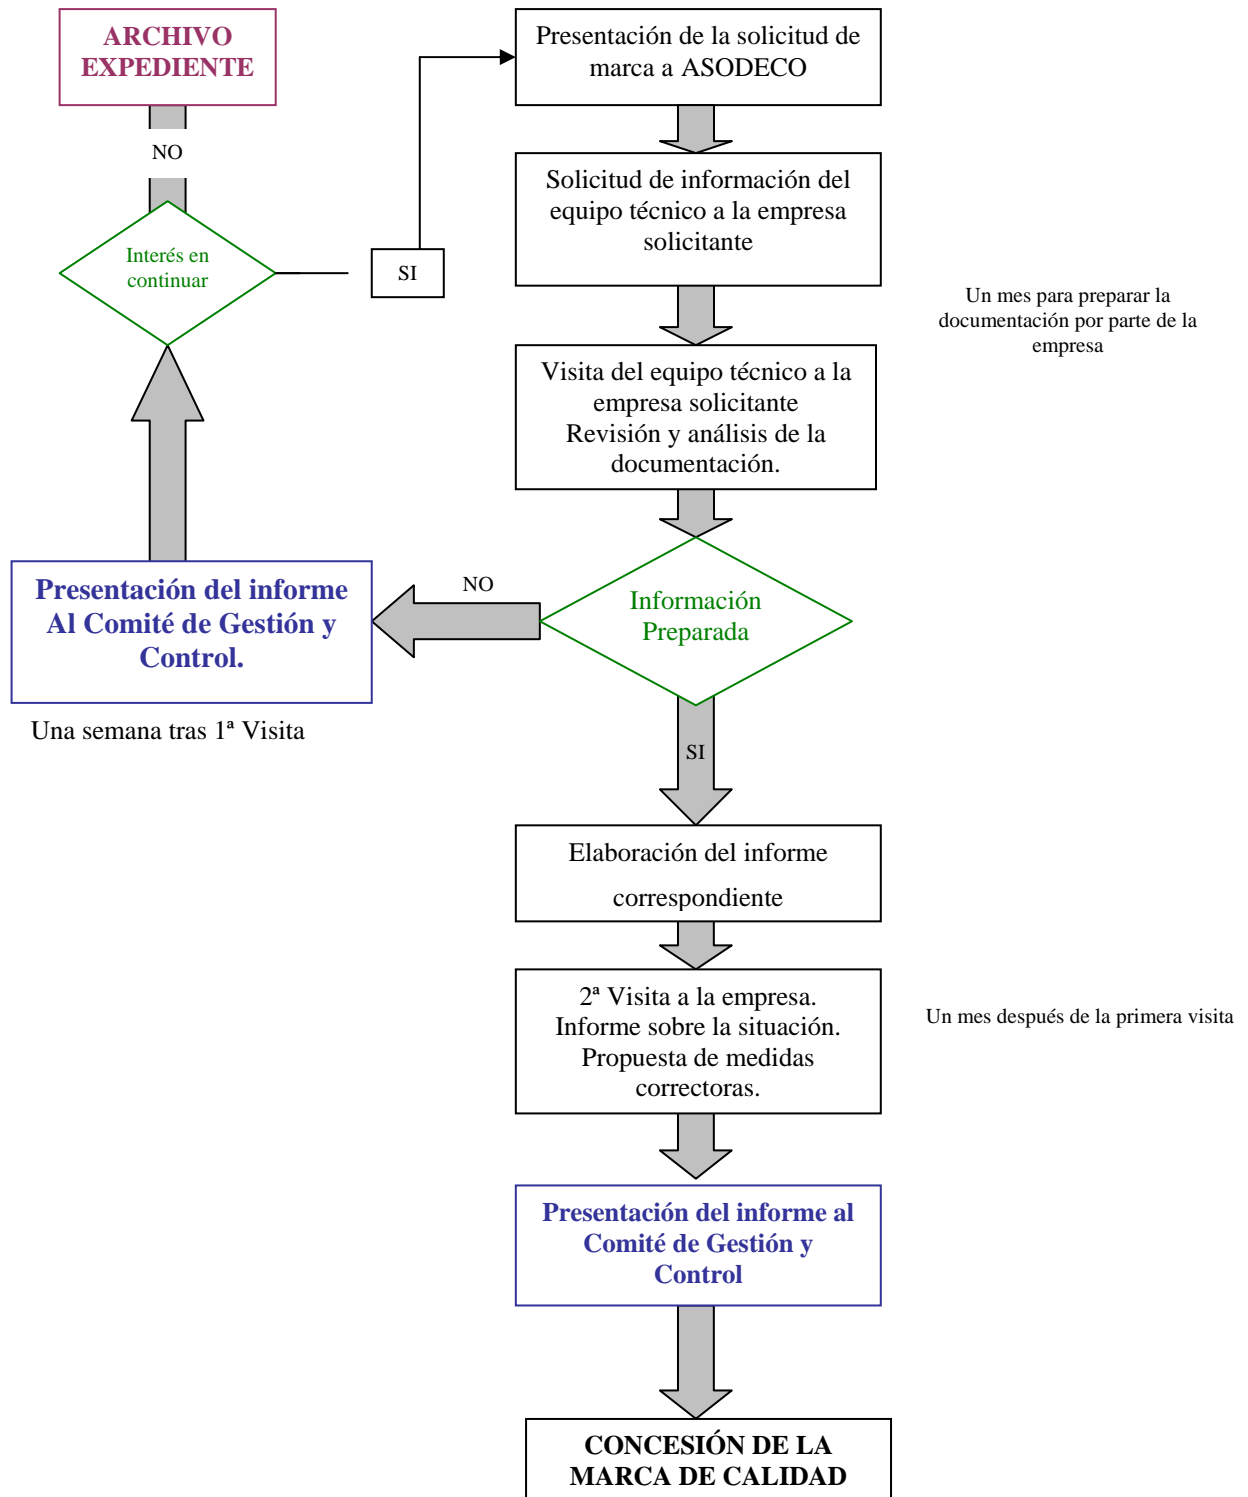 ARCHIVO
EXPEDIENTE
NO
Interés en
continuar
SI
Presentación de la solicitud de
marca a ASODECO
Solicitud de información del
equipo técnico a la empresa
solicitante
Un mes para preparar la
documentación por parte de la
empresa
Visita del equipo técnico a la
empresa solicitante
Revisión y análisis de la
documentación.
Información
Preparada
NO
Presentación del informe
Al Comité de Gestión y
Control.
Una semana tras 1ª Visita
SI
Elaboración del informe
correspondiente
2ª Visita a la empresa.
Informe sobre la situación.
Propuesta de medidas
correctoras.
Un mes después de la primera visita
Presentación del informe al
Comité de Gestión y
Control
CONCESIÓN DE LA
MARCA DE CALIDAD